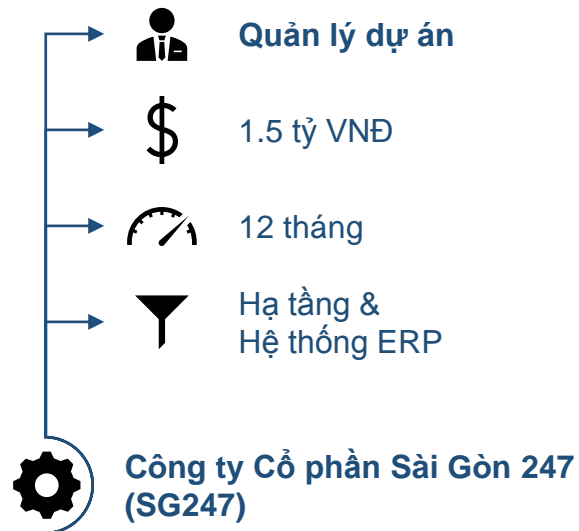 Quản lý dự án
1.5 tỷ VNĐ
12 tháng
Hạ tầng &
Hệ thống ERP
Công ty Cổ phần Sài Gòn 247
(SG247)